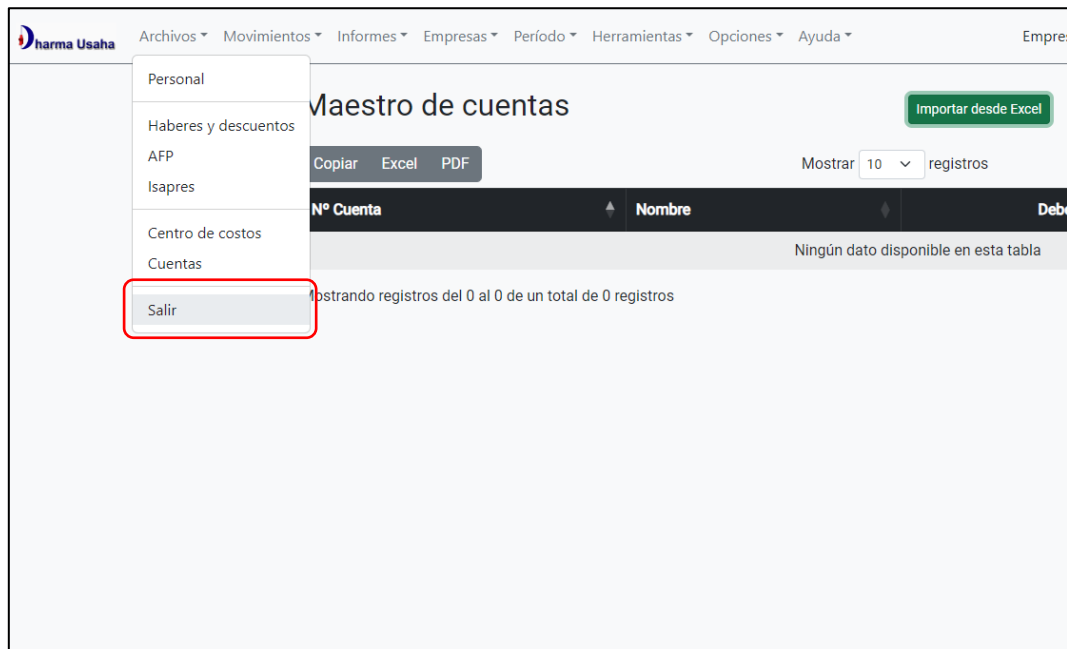 Dharma Usaha
Archivos Movimientos Informes Empresas Período Herramientas Opciones Ayuda
Personal
Haberes y descuentos
AFP
Isapres
Centro de costos
Cuentas
Salir
Maestro de cuentas
Importar desde Excel
Copiar Excel PDF
Mostrar 10 registros
Nº Cuenta Nombre
Ningún dato disponible en esta tabla
Mostrando registros del 0 al 0 de un total de 0 registros